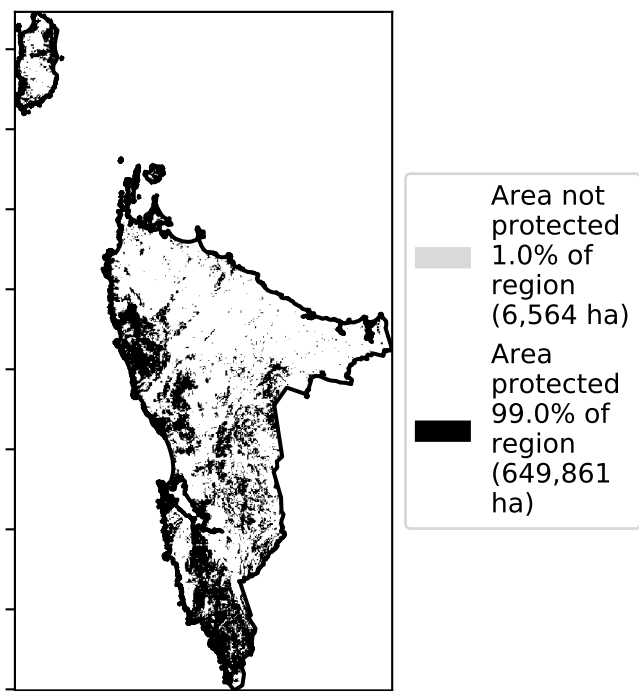 Area not
protected
1.0% of
region
(6,564 ha)
Area
protected
99.0% of
region
(649,861
ha)